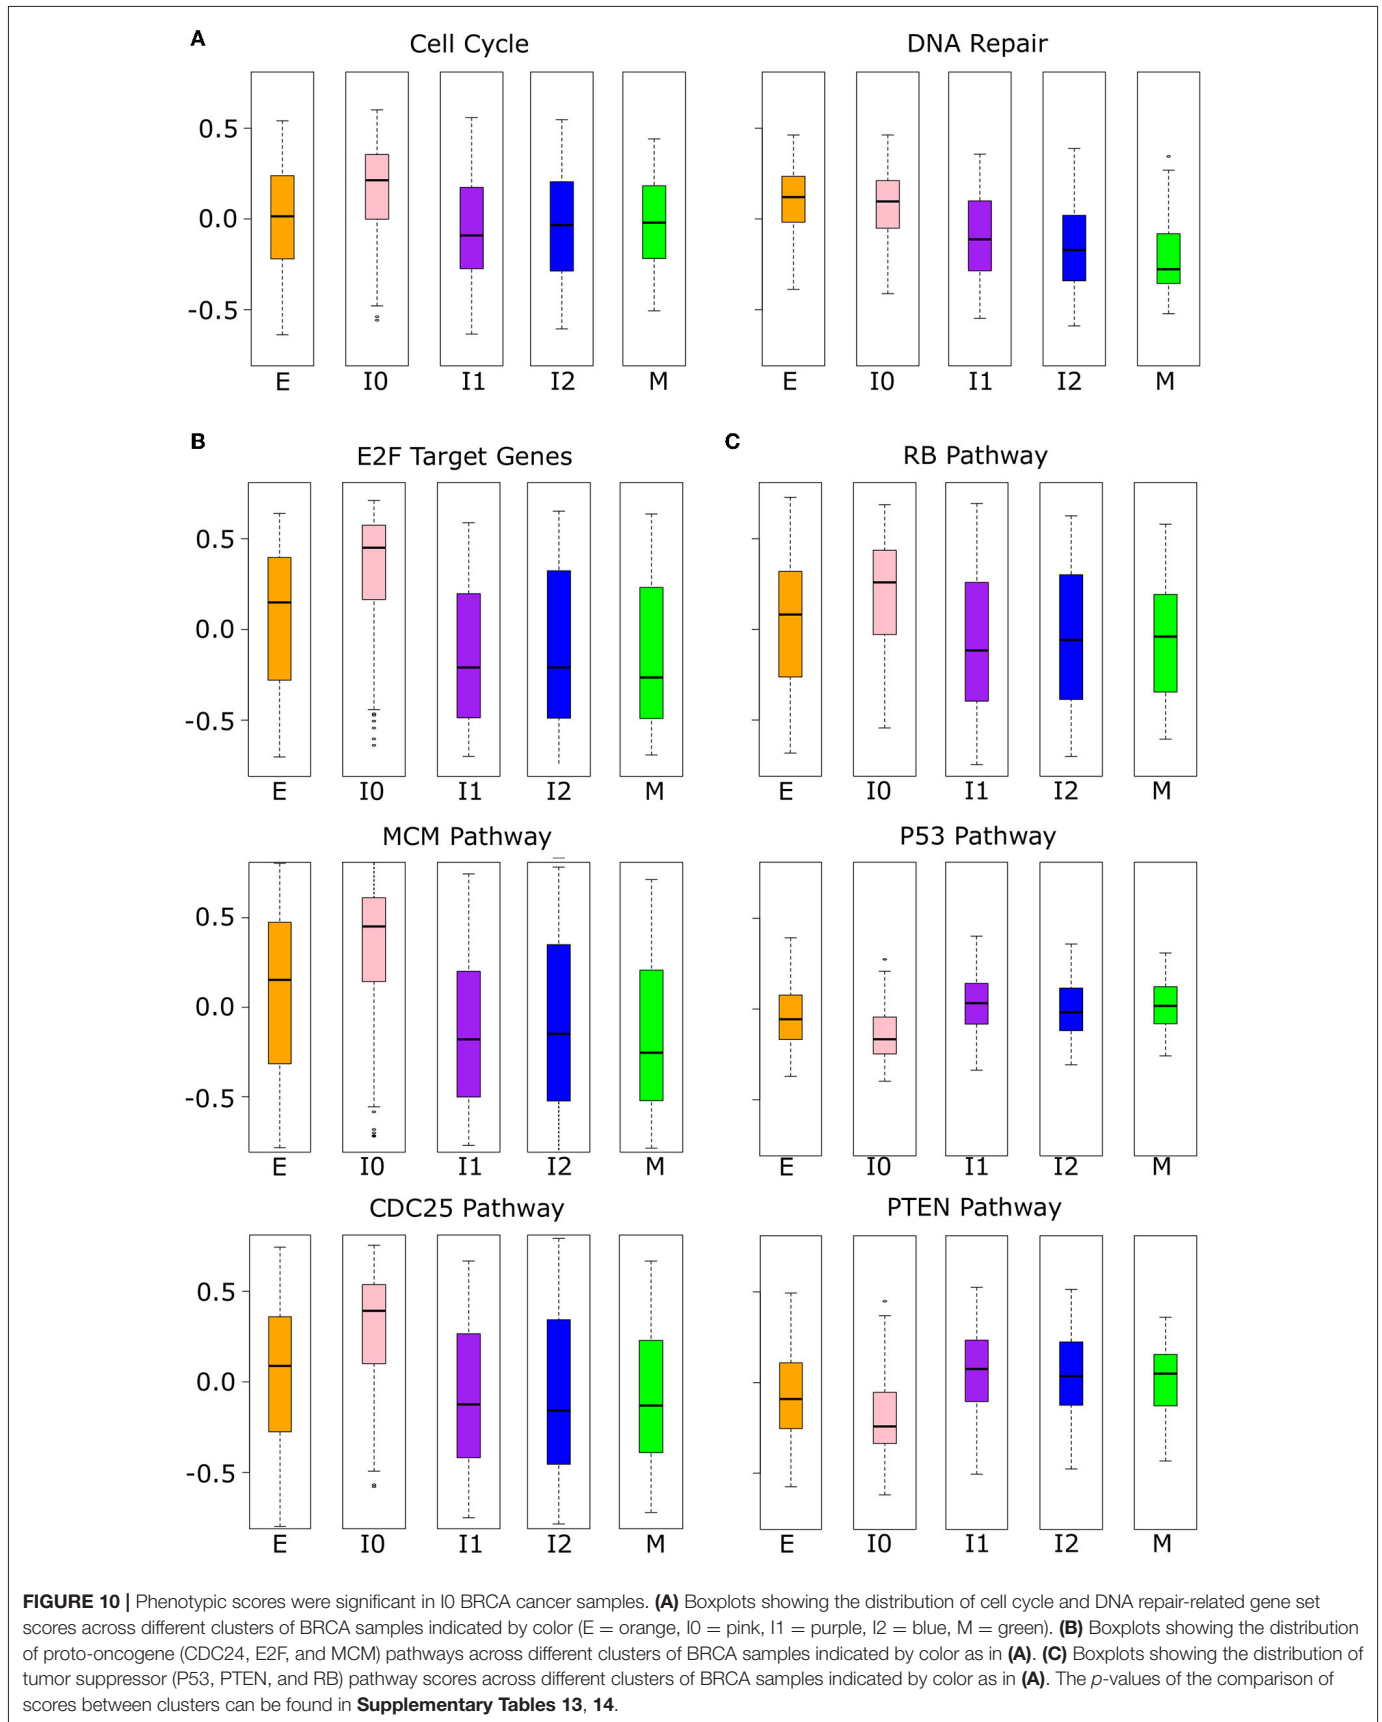 A
Cell Cycle
DNA Repair
0.5
0.0
-0.5
E I0 I1 I2 M
E I0 I1 I2 M
B
C
E2F Target Genes
RB Pathway
0.5
0.0
-0.5
E I0 I1 I2 M
E I0 I1 I2 M
MCM Pathway
P53 Pathway
0.5
0.0
-0.5
E I0 I1 I2 M
E I0 I1 I2 M
CDC25 Pathway
PTEN Pathway
0.5
0.0
-0.5
E I0 I1 I2 M
E I0 I1 I2 M
FIGURE 10 | Phenotypic scores were significant in I0 BRCA cancer samples. (A) Boxplots showing the distribution of cell cycle and DNA repair-related gene set
scores across different clusters of BRCA samples indicated by color (E = orange, I0 = pink, I1 = purple, I2 = blue, M = green). (B) Boxplots showing the distribution
of proto-oncogene (CDC24, E2F, and MCM) pathways across different clusters of BRCA samples indicated by color as in (A). (C) Boxplots showing the distribution of
tumor suppressor (P53, PTEN, and RB) pathway scores across different clusters of BRCA samples indicated by color as in (A). The p-values of the comparison of
scores between clusters can be found in Supplementary Tables 13, 14.